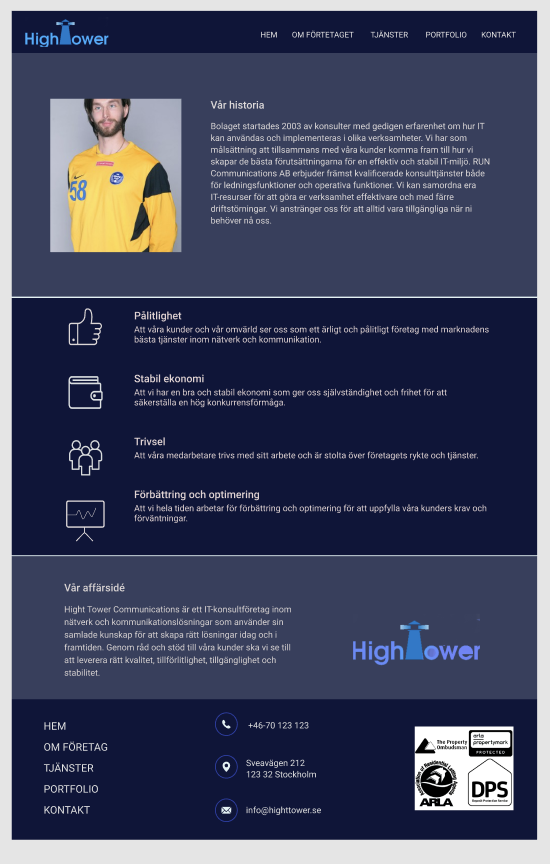 HighTower
HEM OM FÖRTETAGET TJÄNSTER PORTFOLIO KONTAKT
58
Vår historia
Bolaget startades 2003 av konsulter med gedigen erfarenhet om hur IT
kan användas och implementeras i olika verksamheter. Vi har som
målsättning att tillsammans med våra kunder komma fram till hur vi
skapar de bästa förutsättningarna för en effektiv och stabil IT-miljö. RUN
Communications AB erbjuder främst kvalificerade konsulttjänster både
för ledningsfunktioner och operativa funktioner. Vi kan samordna era
IT-resurser för att göra er verksamhet effektivare och med färre
driftstörningar. Vi anstränger oss för att alltid vara tillgängliga när ni
behöver nå oss.
Pålitlighet
Att våra kunder och vår omvärld ser oss som ett ärligt och pålitligt företag med marknadens
bästa tjänster inom nätverk och kommunikation.
Stabil ekonomi
Att vi har en bra och stabil ekonomi som ger oss självständighet och frihet för att
säkerställa en hög konkurrensförmåga.
Trivsel
Att våra medarbetare trivs med sitt arbete och är stolta över företagets rykte och tjänster.
Förbättring och optimering
Att vi hela tiden arbetar för förbättring och optimering för att uppfylla våra kunders krav och
förväntningar.
Vår affärsidé
Hight Tower Communications är ett IT-konsultföretag inom
nätverk och kommunikationslösningar som använder sin
samlade kunskap för att skapa rätt lösningar idag och i
framtiden. Genom råd och stöd till våra kunder ska vi se till
att leverera rätt kvalitet, tillförlitlighet, tillgänglighet och
stabilitet.
HighTower
HEM
OM FÖRETAG
TJÄNSTER
PORTFOLIO
KONTAKT
+46-70 123 123
Sveavägen 212
123 32 Stockholm
info@highttower.se
The Property
Ombudsman
arla
propertymark
PROTECTED
Association of Residential Letting Agents
ARLA
DPS
Deposit Protection Service